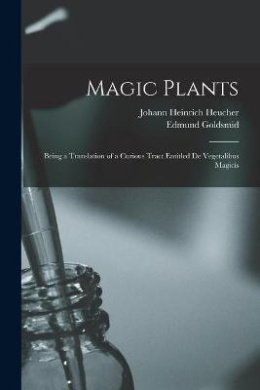 MAGIC PLANTS
Johann Heinrich Heucher
Edmund Goldsmid
Being a Translation of a Curious Tract Entitled De Vegetalibus
Magicis